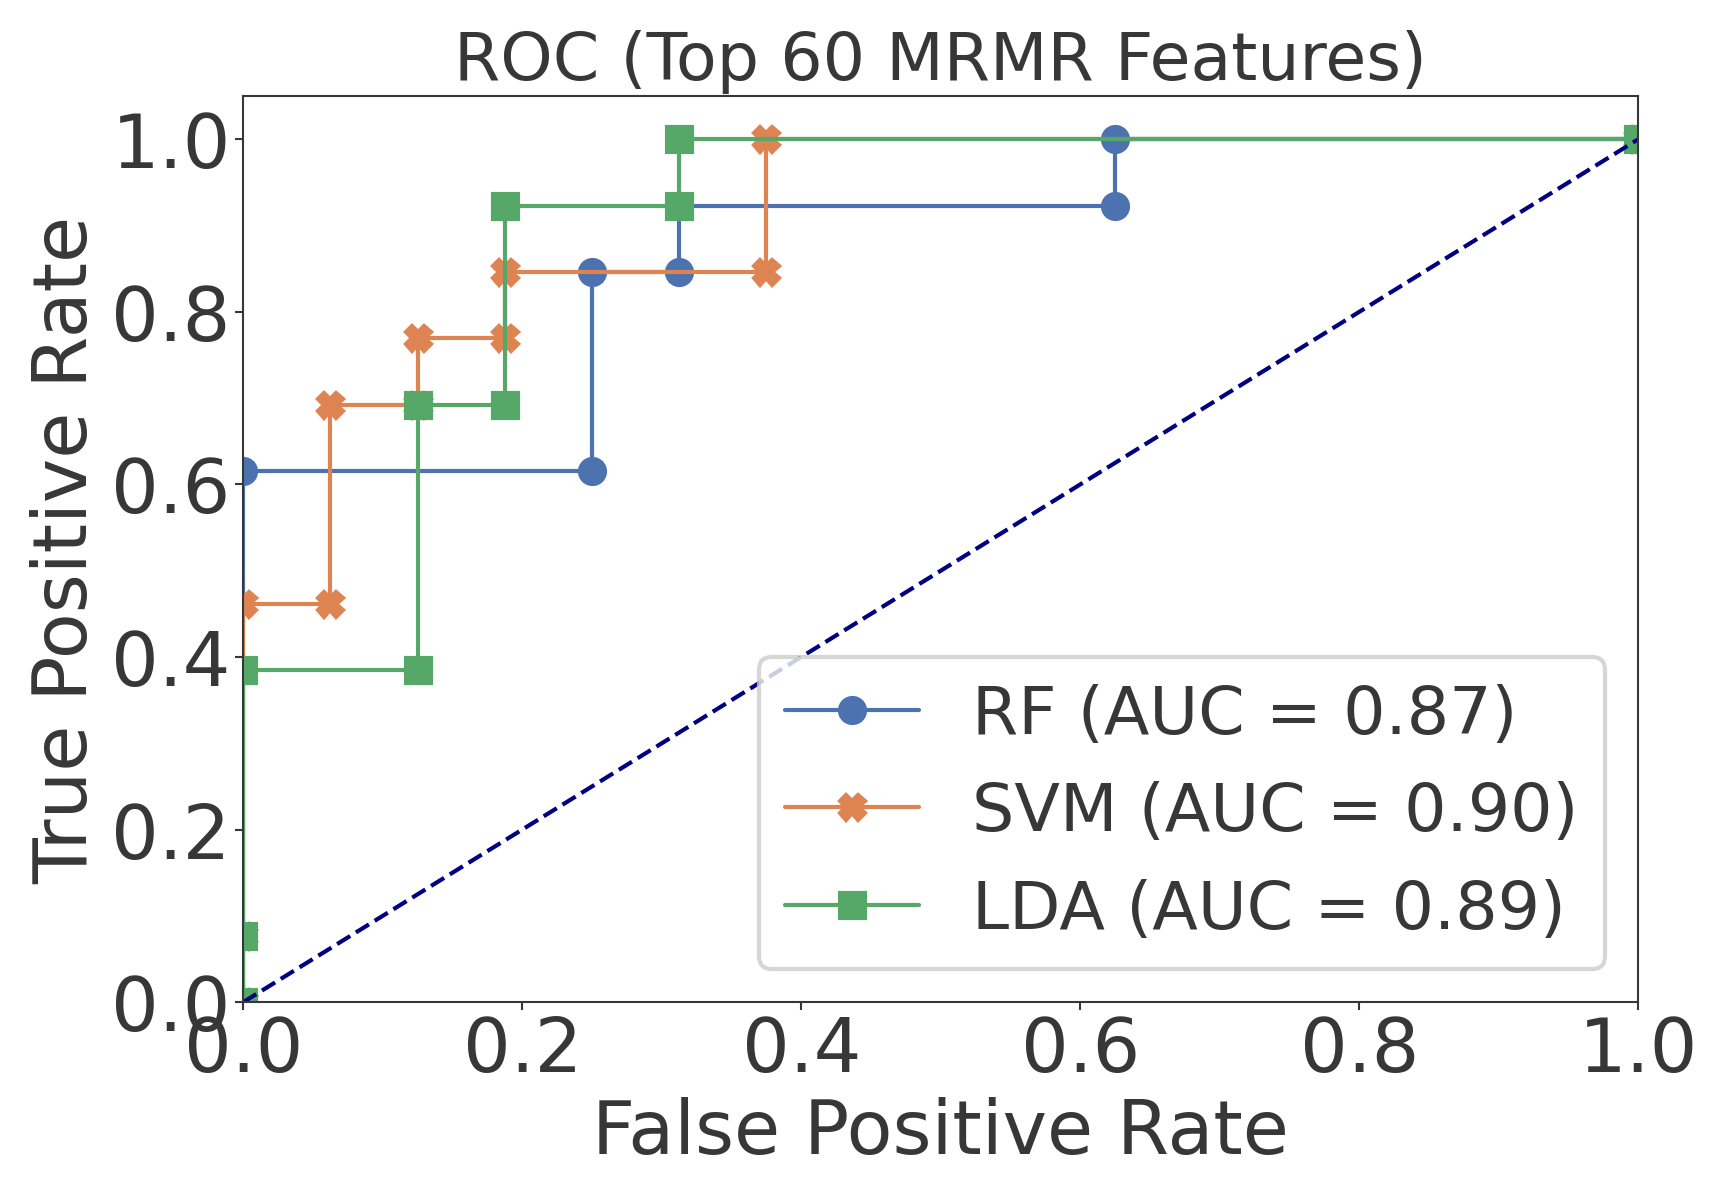 ROC (Top 60 MRMR Features)
True Positive Rate
1.0
0.8
0.6
0.4
0.2
0.0
RF (AUC = 0.87)
SVM (AUC = 0.90)
LDA (AUC = 0.89)
0.0 0.2 0.4 0.6 0.8 1.0
False Positive Rate